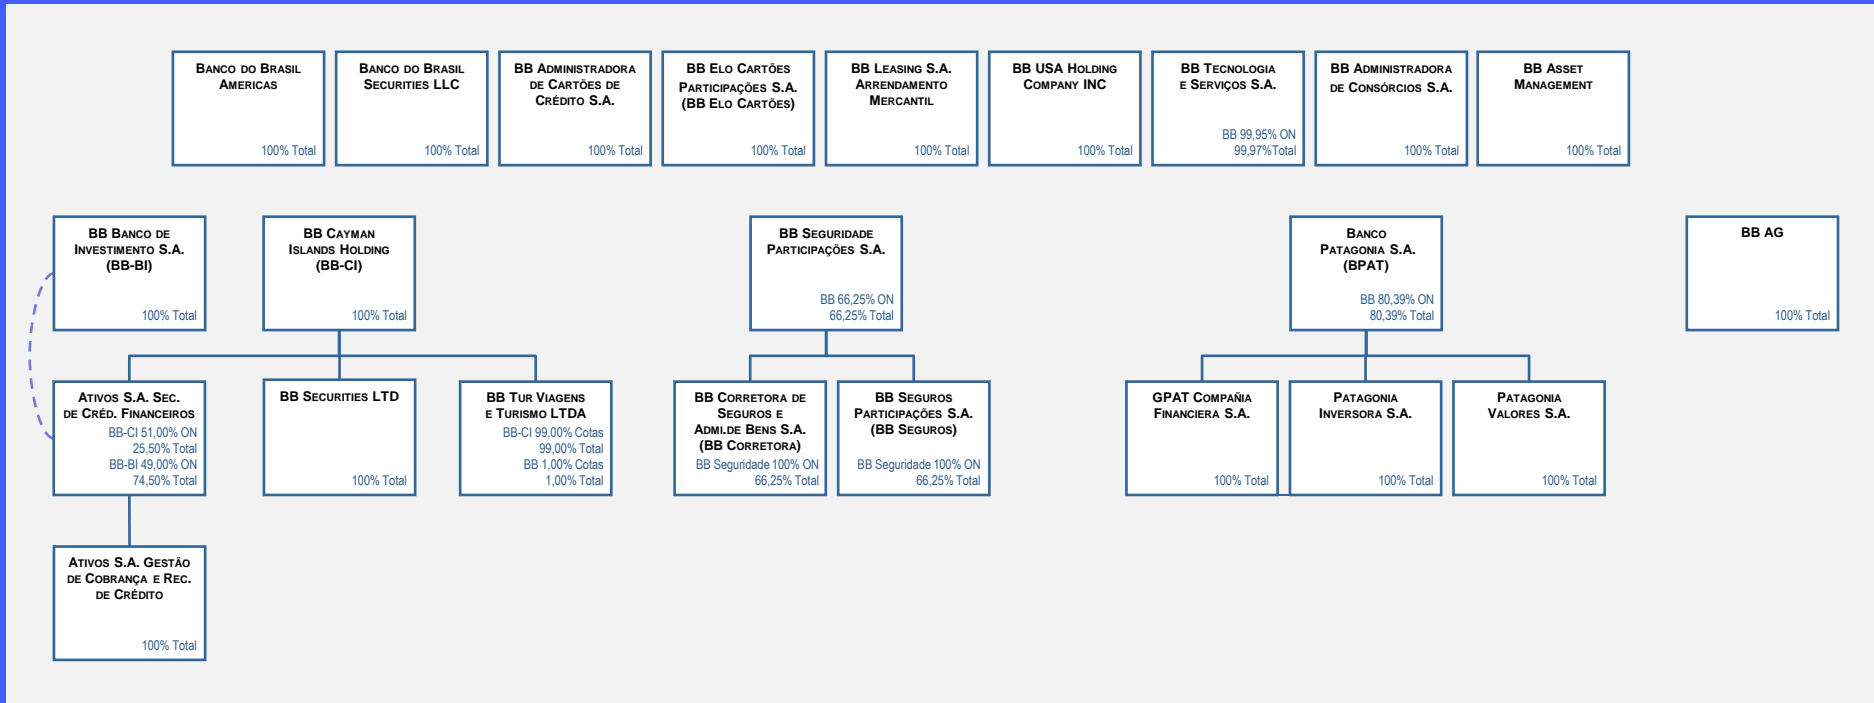 Banco do Brasil
Americas
100% Total
Banco do Brasil
Securities LLC
100% Total
BB Administradora
de Cartões de
Crédito S.A.
100% Total
BB Elo Cartões
Participações S.A.
(BB Elo Cartões)
100% Total
BB Leasing S.A.
Arrendamento
Mercantil
100% Total
BB USA Holding
Company INC
100% Total
BB Tecnologia
e Serviços S.A.
BB 99,95% ON
99,97%Total
BB Administradora
de Consórcios S.A.
100% Total
BB Asset
Management
100% Total
BB Banco de
Investimento S.A.
(BB-BI)
100% Total
BB Cayman
Islands Holding
(BB-CI)
100% Total
BB Seguridade
Participações S.A.
BB 66,25% ON
66,25% Total
Banco
Patagonia S.A.
(BPAT)
BB 80,39% ON
80,39% Total
BB AG
100% Total
Ativos S.A. Sec.
de Créd. Financeiros
BB-CI 51,00% ON
25,50% Total
BB-BI 49,00% ON
74,50% Total
BB Securities LTD
100% Total
BB Tur Viagens
e Turismo LTDA
BB-CI 99,00% Cotas
99,00% Total
BB 1,00% Cotas
1,00% Total
BB Corretora de
Seguros e
Admi.de Bens S.A.
(BB Corretora)
BB Seguridade 100% ON
66,25% Total
BB Seguros
Participações S.A.
(BB Seguros)
BB Seguridade 100% ON
66,25% Total
GPAT Compañia
Financiera S.A.
100% Total
Patagonia
Inversora S.A.
100% Total
Patagonia
Valores S.A.
100% Total
Ativos S.A. Gestão
de Cobrança e Rec.
de Crédito
100% Total